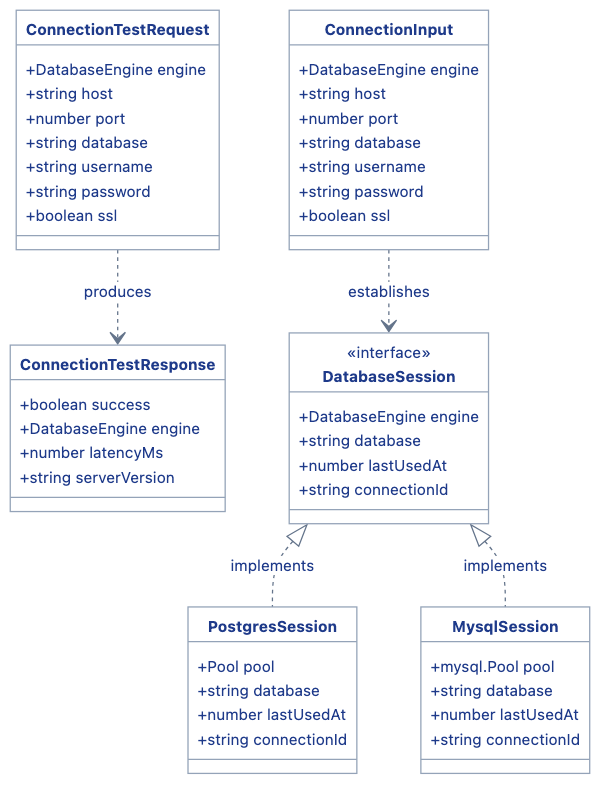 ConnectionTestRequest
+DatabaseEngine engine
+string host
+number port
+string database
+string username
+string password
+boolean ssl
ConnectionInput
+DatabaseEngine engine
+string host
+number port
+string database
+string username
+string password
+boolean ssl
produces
establishes
ConnectionTestResponse
+boolean success
+DatabaseEngine engine
+number latencyMs
+string serverVersion
«interface»
DatabaseSession
+DatabaseEngine engine
+string database
+number lastUsedAt
+string connectionId
implements
implements
PostgresSession
+Pool pool
+string database
+number lastUsedAt
+string connectionId
MysqlSession
+mysql.Pool pool
+string database
+number lastUsedAt
+string connectionId